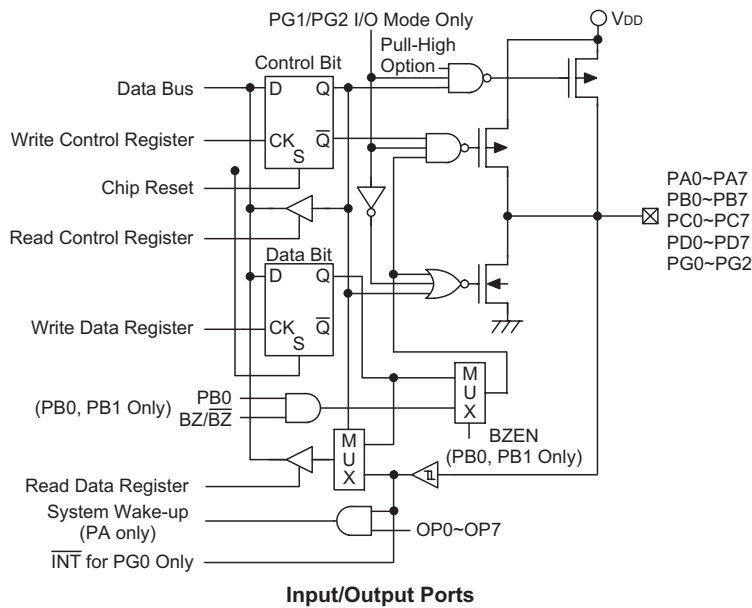 PG1/PG2 I/O Mode Only
VDD
Pull-High
Option
Control Bit
Data Bus
D Q
Write Control Register
CK Q̅
S
Chip Reset
Read Control Register
Data Bit
D Q
Write Data Register
CK Q̅
S
PA0~PA7
PB0~PB7
PC0~PC7
PD0~PD7
PG0~PG2
M
U
X
PB0
(PB0, PB1 Only)
BZ/B̅Z̅
BZEN
(PB0, PB1 Only)
M
U
X
Read Data Register
System Wake-up
(PA only)
OP0~OP7
I̅N̅T̅ for PG0 Only
Input/Output Ports